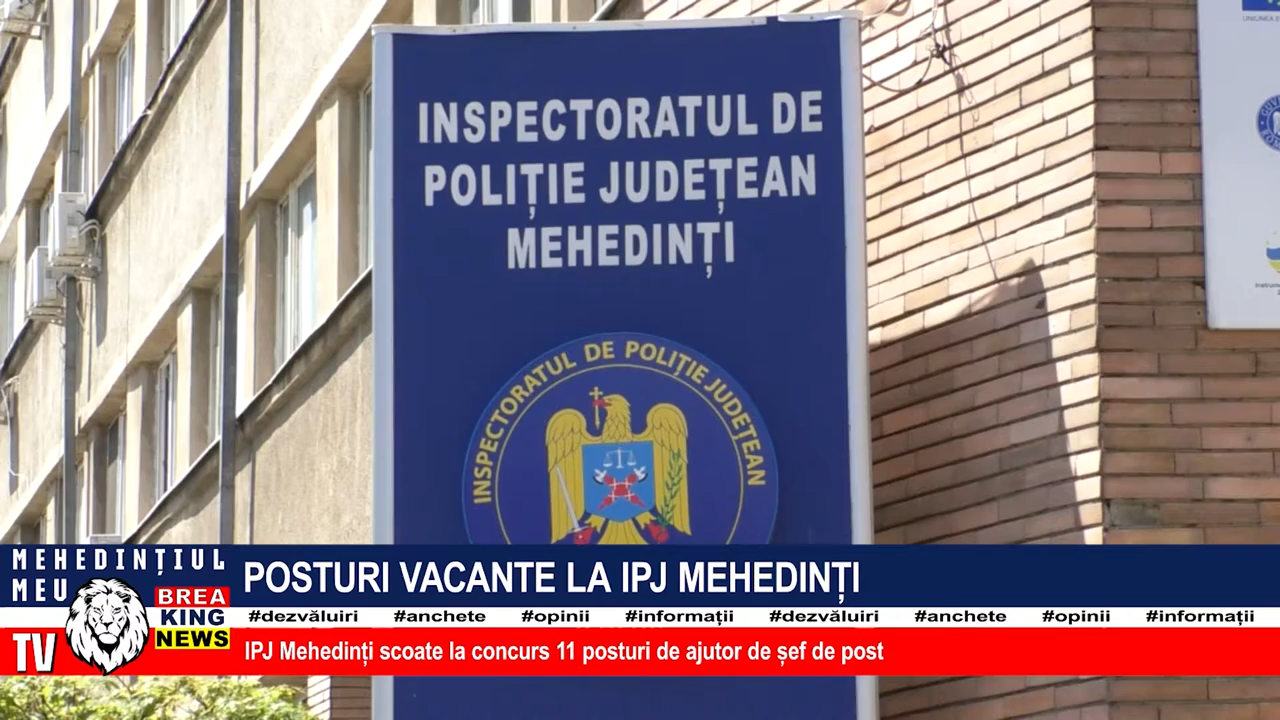 INSPECTORATUL DE
POLIȚIE JUDEȚEAN
MEHEDINȚI
INSPECTORATUL DE POLIȚIE JUDEȚEAN
MEHEDINȚIUL
MEU
TV
BREA
KING
NEWS
POSTURI VACANTE LA IPJ MEHEDINȚI
#dezvăluiri #anchete #opinii #informații #dezvăluiri #anchete #opinii #informații
IPJ Mehedinți scoate la concurs 11 posturi de ajutor de șef de post